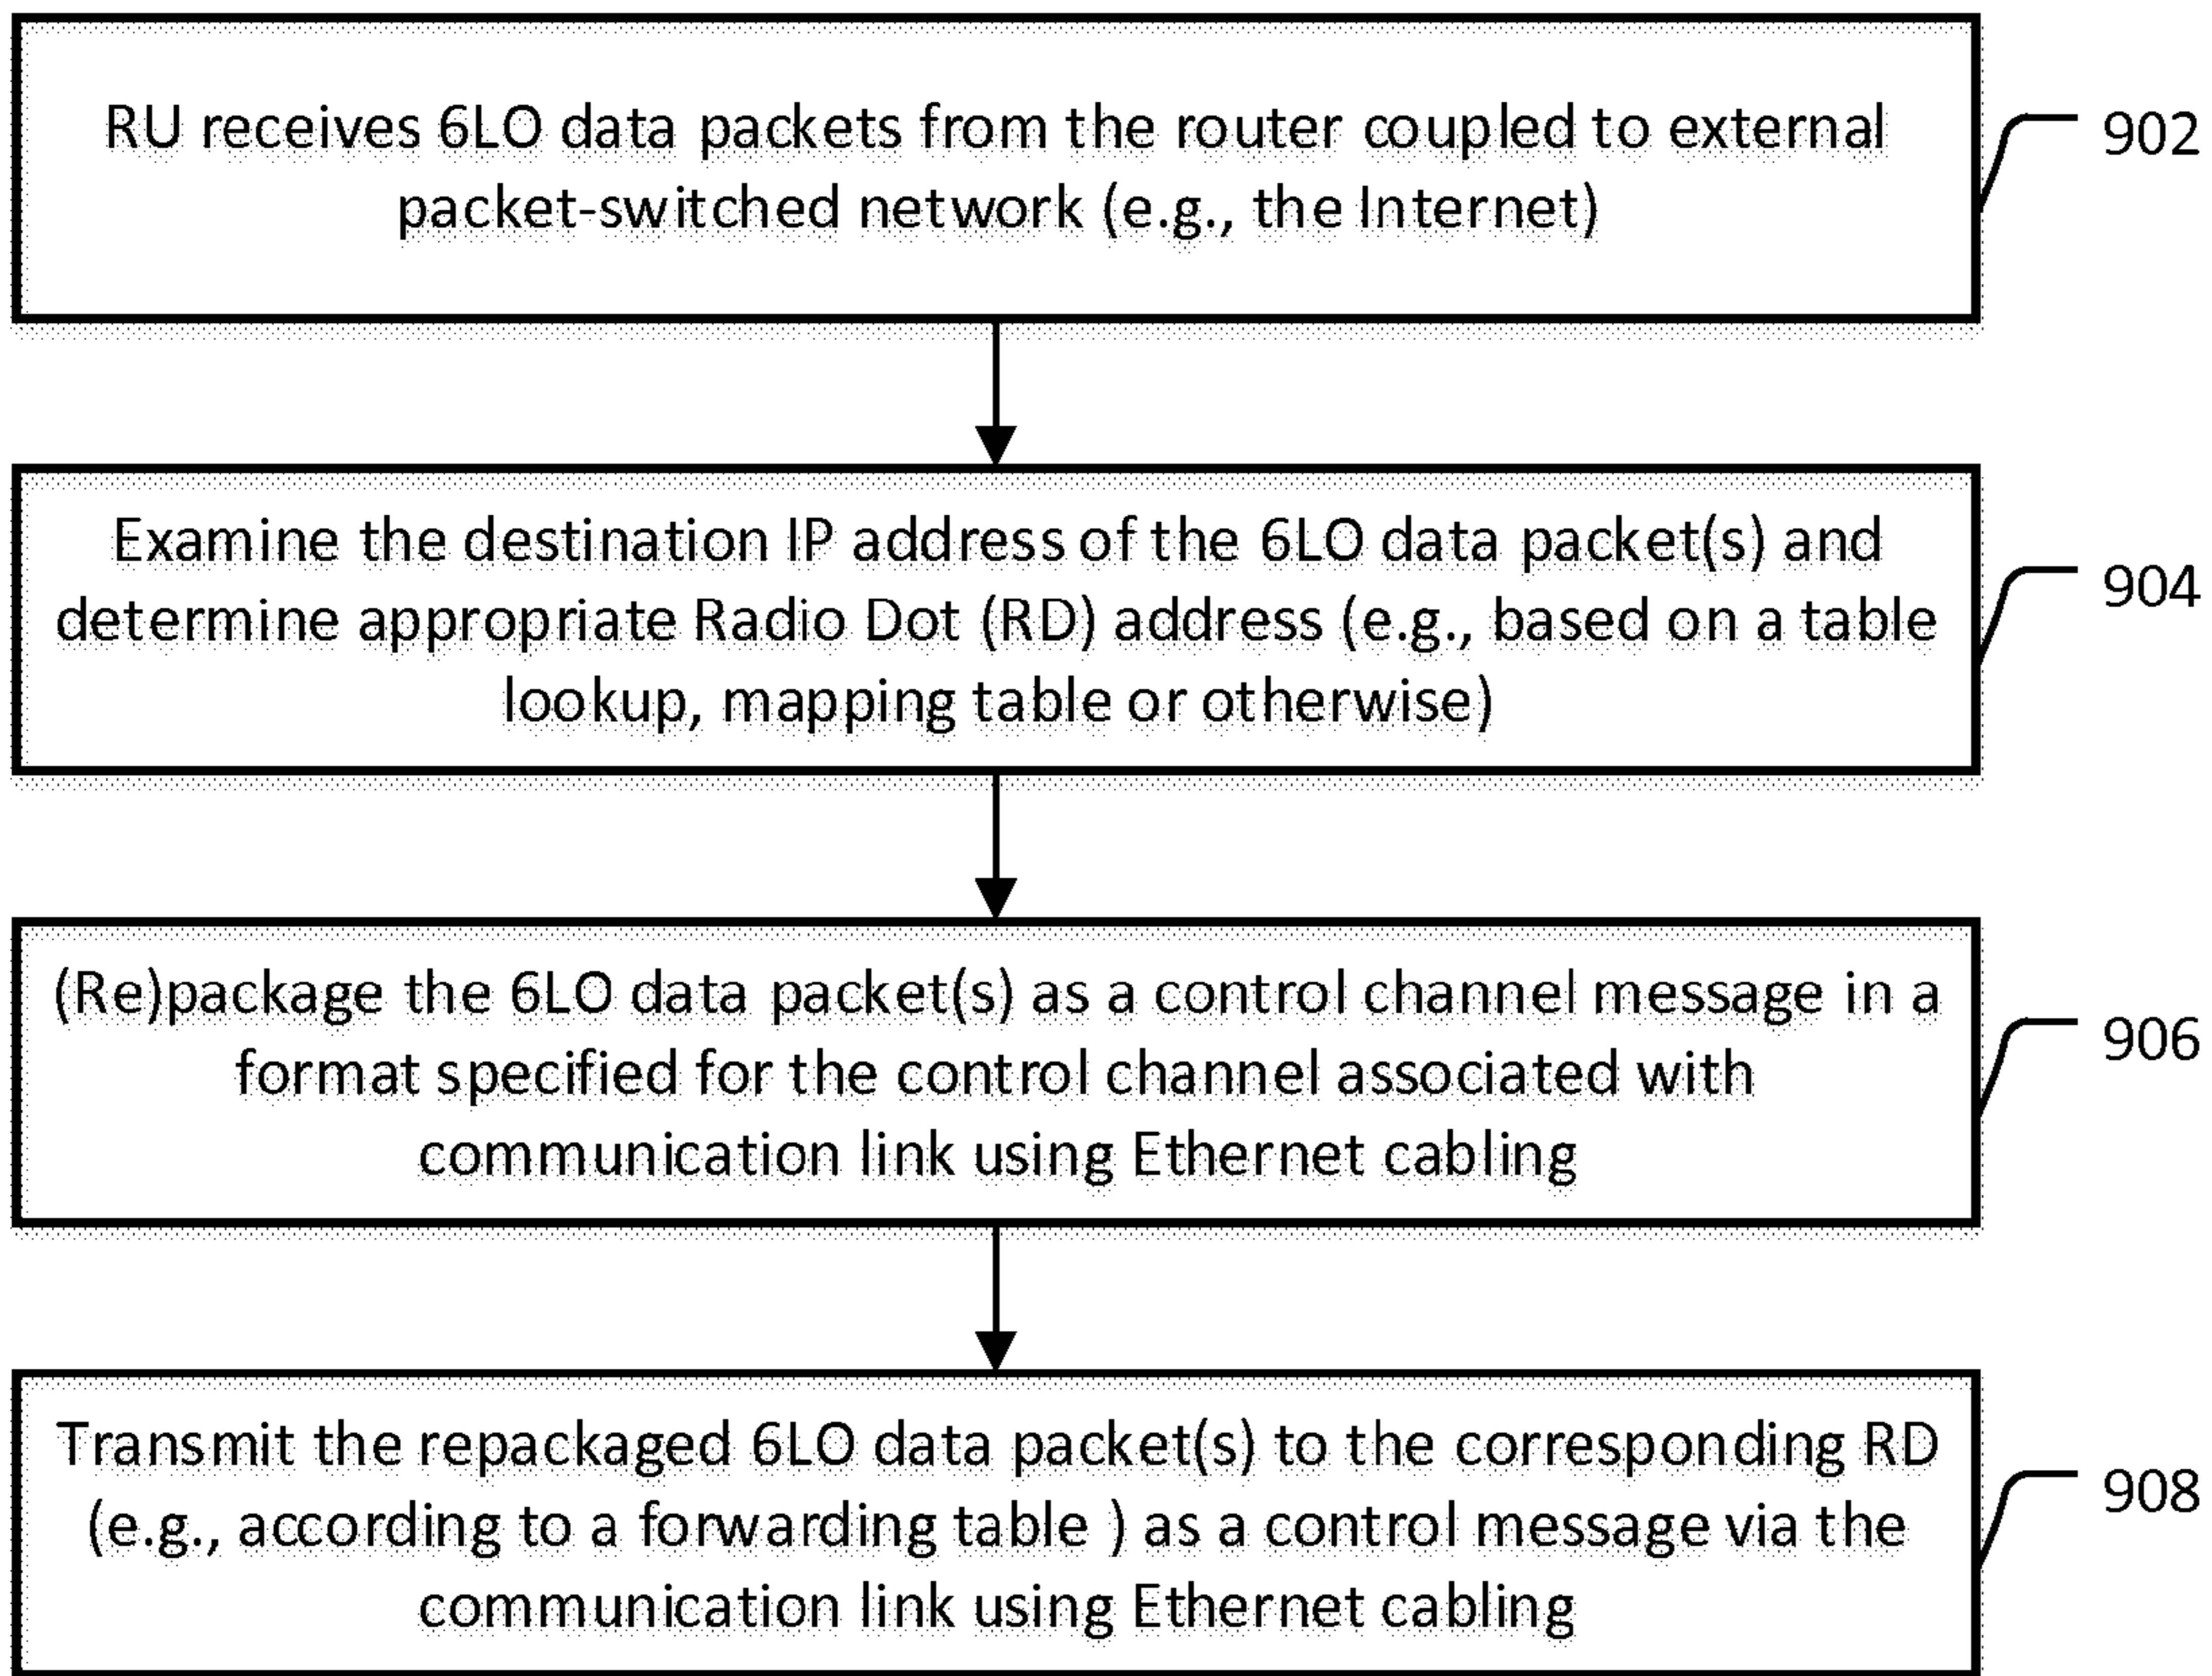 RU receives 6LO data packets from the router coupled to external
packet-switched network (e.g., the Internet)
902
Examine the destination IP address of the 6LO data packet(s) and
determine appropriate Radio Dot (RD) address (e.g., based on a table
lookup, mapping table or otherwise)
904
(Re)package the 6LO data packet(s) as a control channel message in a
format specified for the control channel associated with
communication link using Ethernet cabling
906
Transmit the repackaged 6LO data packet(s) to the corresponding RD
(e.g., according to a forwarding table ) as a control message via the
communication link using Ethernet cabling
908